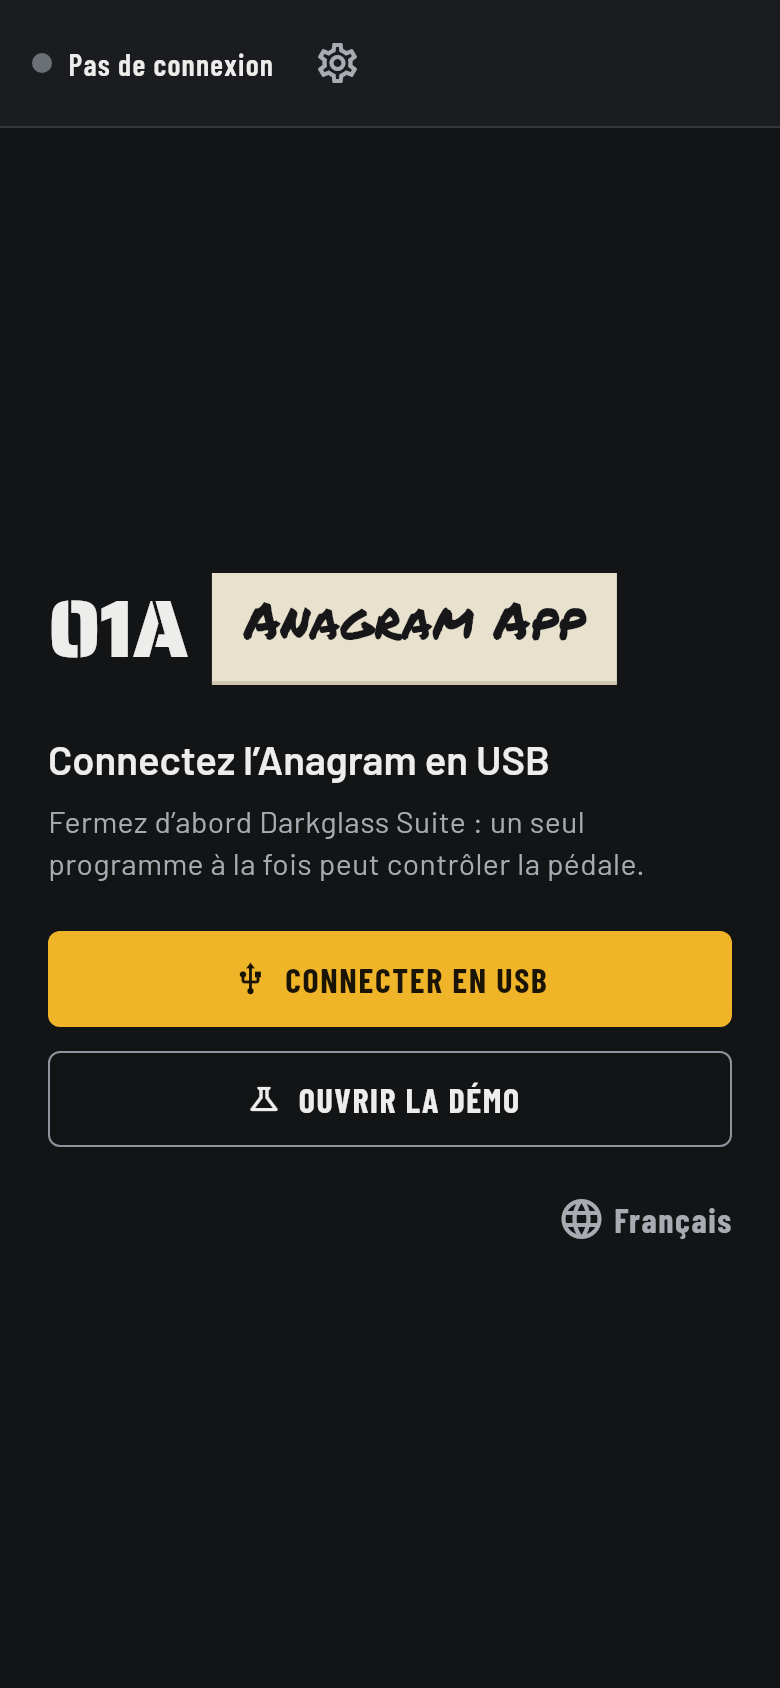 Pas de connexion
01A
Anagram App
Connectez l’Anagram en USB
Fermez d’abord Darkglass Suite : un seul
programme à la fois peut contrôler la pédale.
CONNECTER EN USB
OUVRIR LA DÉMO
Français